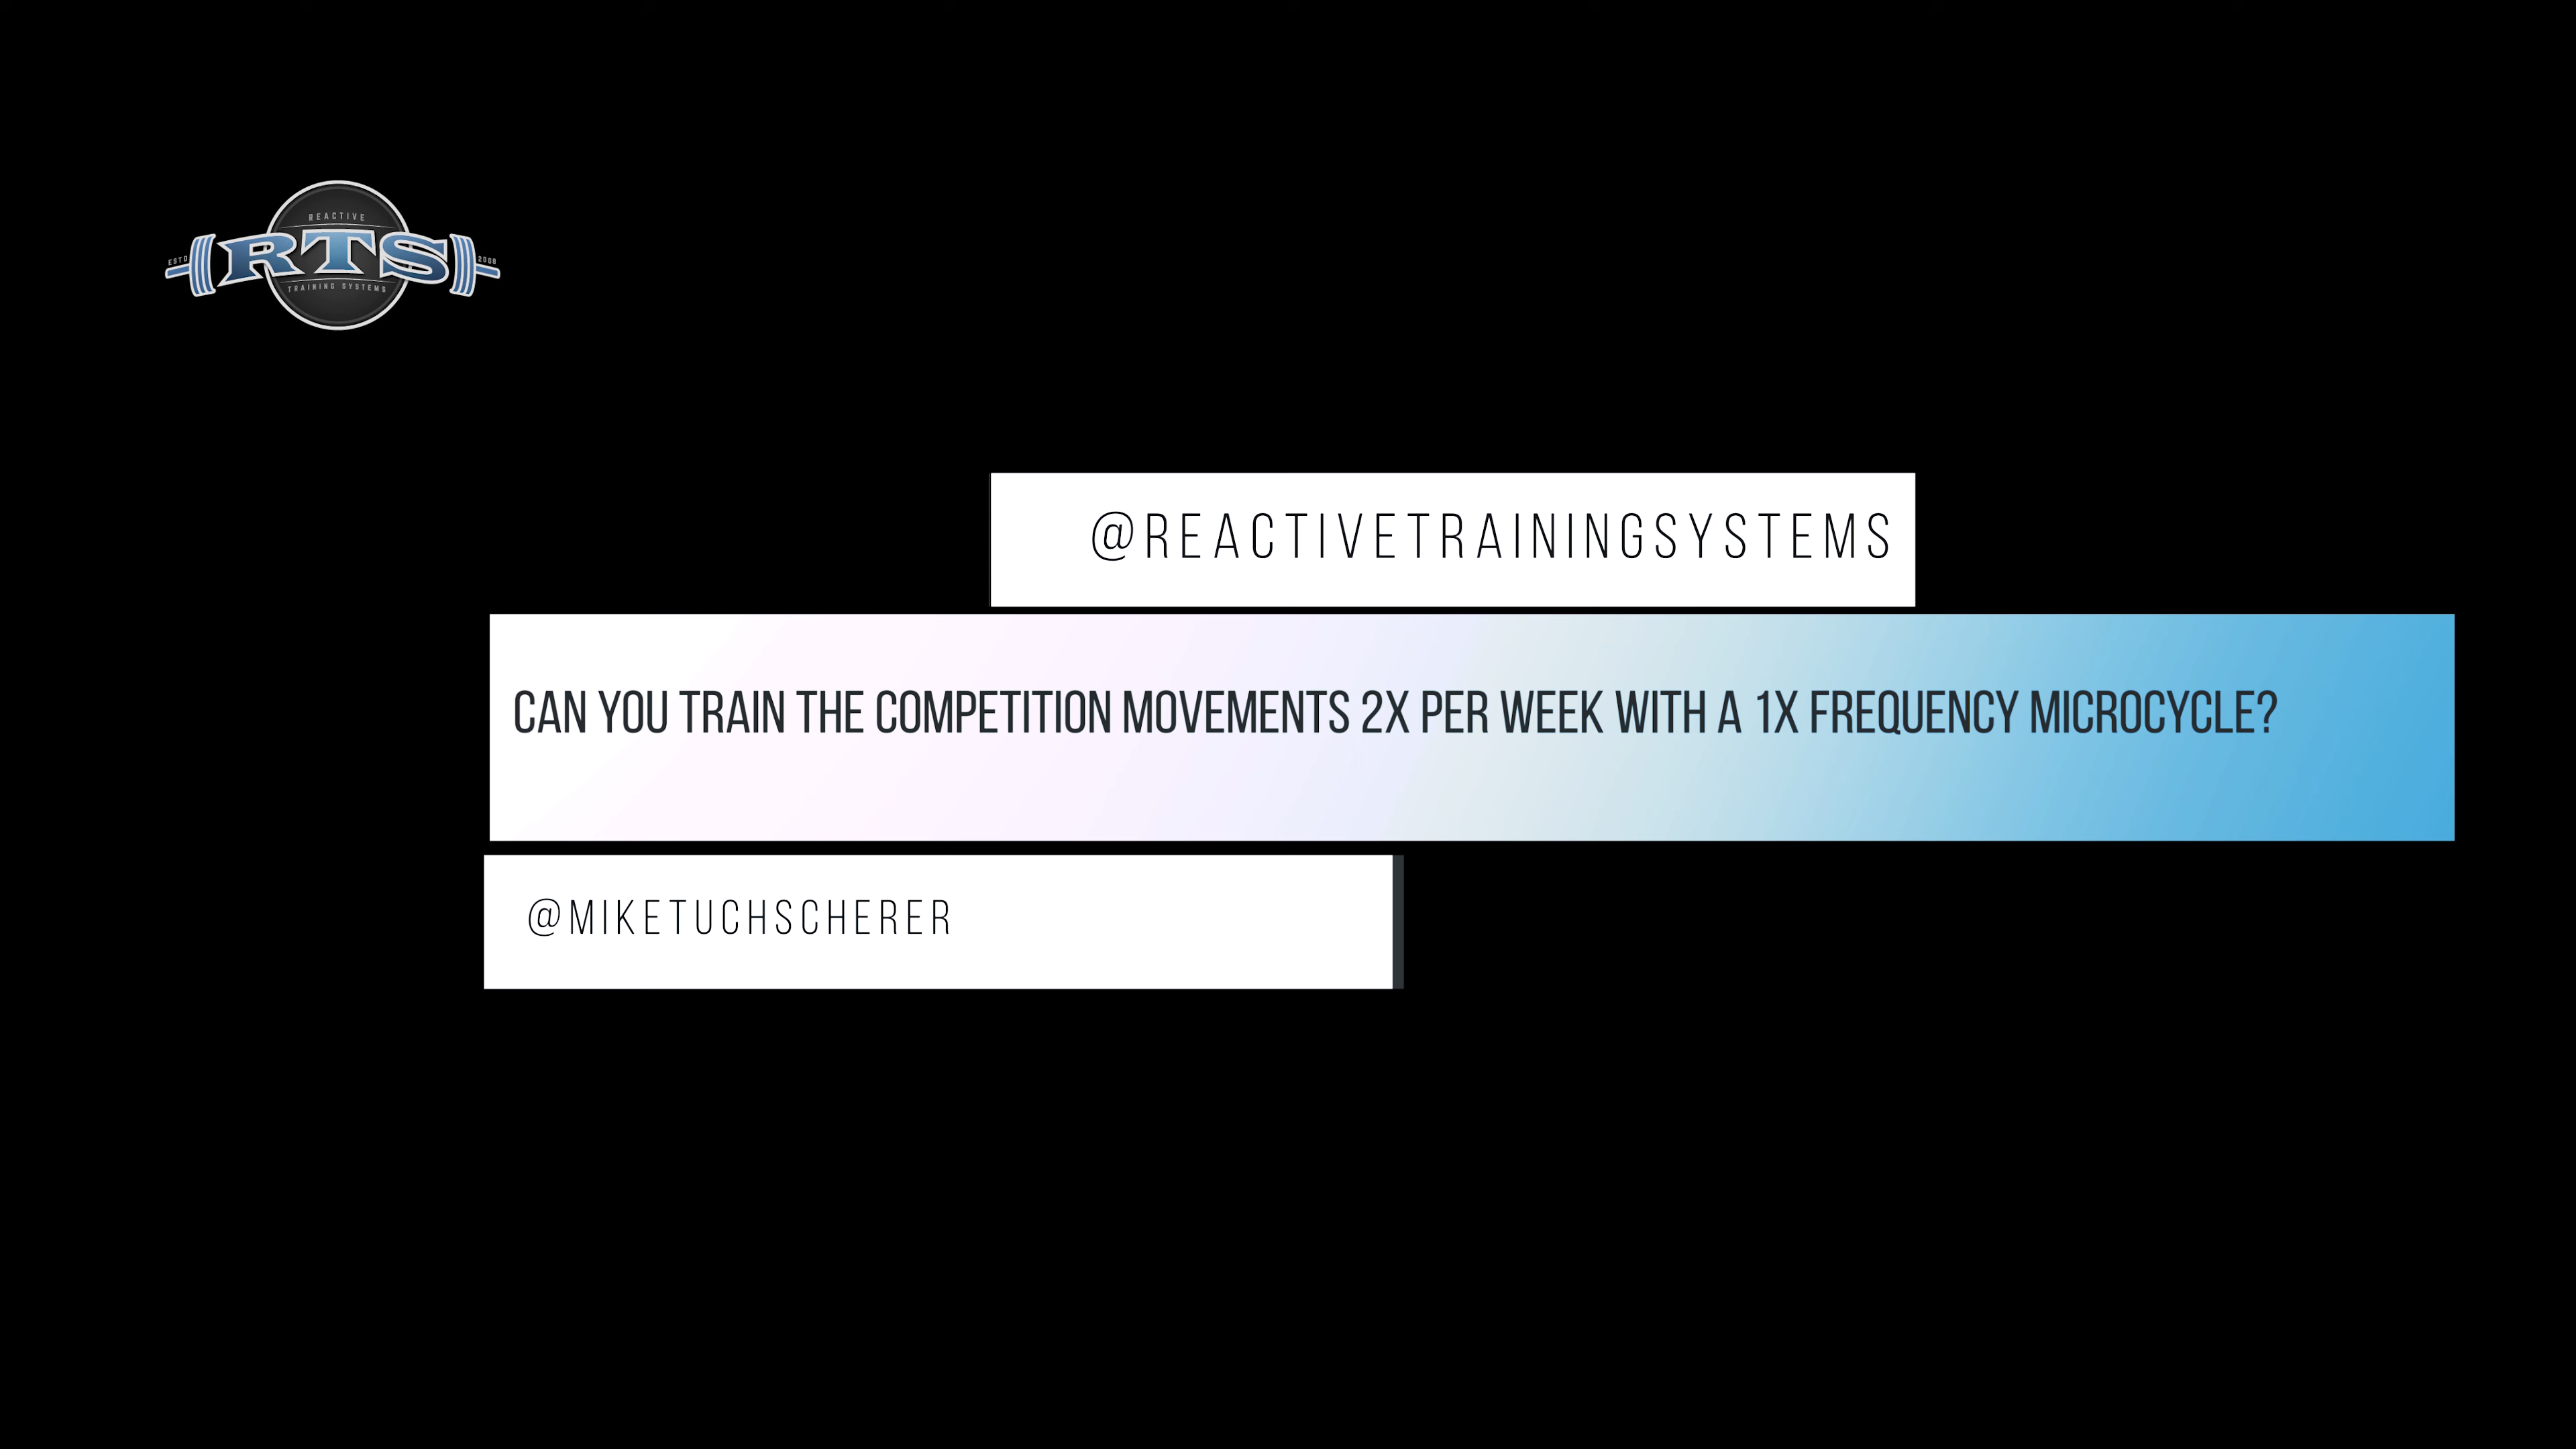 REACTIVE
ESTD RTS 2008
TRAINING SYSTEMS
@REACTIVETRAININGSYSTEMS
CAN YOU TRAIN THE COMPETITION MOVEMENTS 2X PER WEEK WITH A 1X FREQUENCY MICROCYCLE?
@MIKETUCHSCHERER